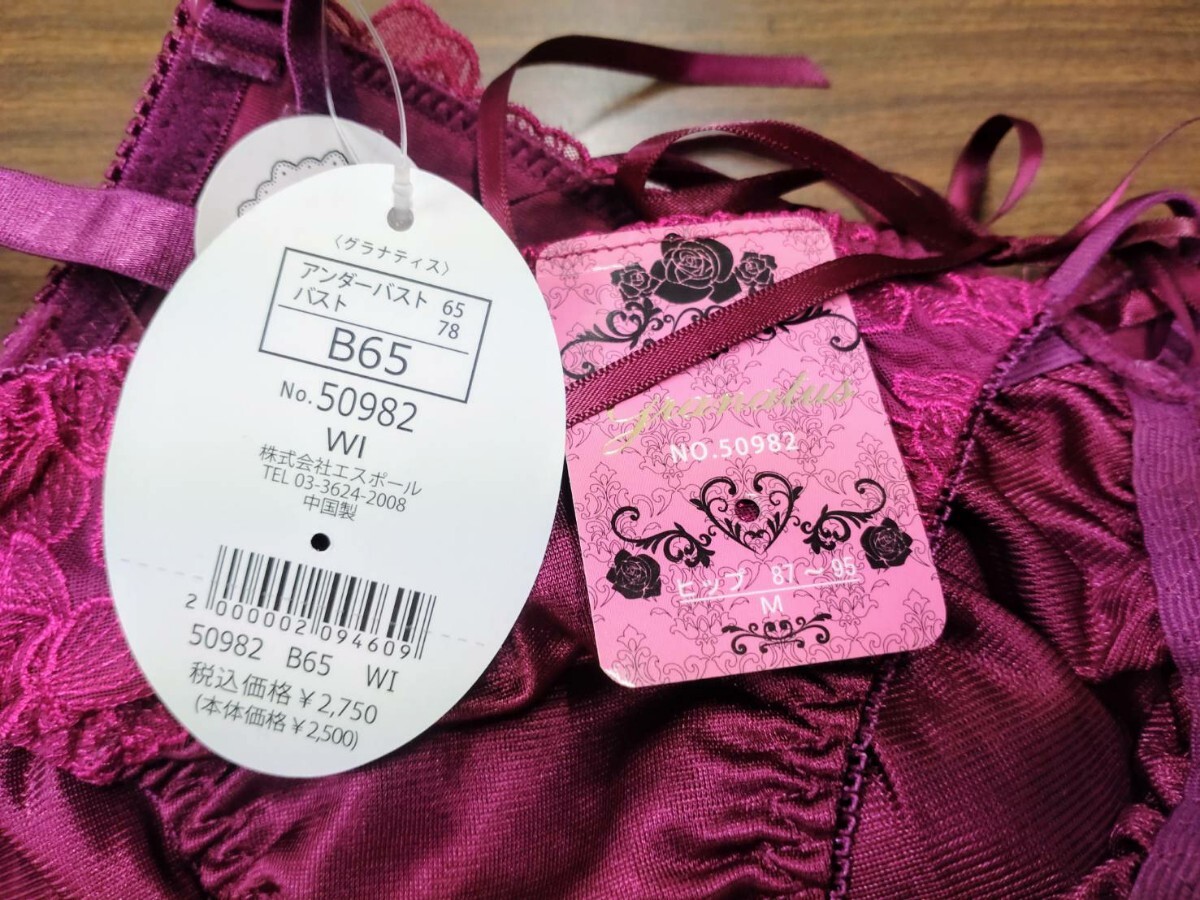 〈グラナティス〉
アンダーバスト 65
バスト 78
B65
No.50982
WI
株式会社エスポール
TEL 03-3624-2008
中国製
2 000002 094609
50982 B65 WI
税込価格￥2,750
(本体価格￥2,500)
Granatus
NO.50982
ヒップ 87〜95
M